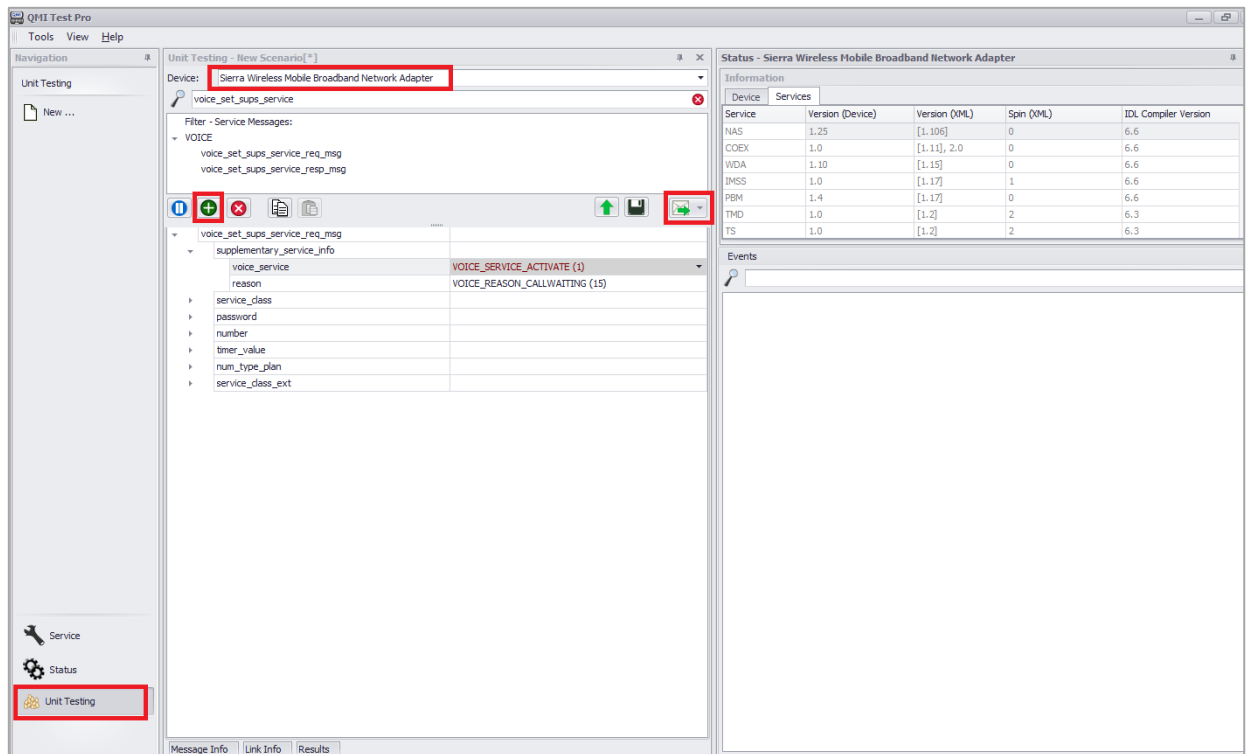 QMI Test Pro
Tools View Help
Navigation
Unit Testing
New ...
Service
Status
Unit Testing
Unit Testing - New Scenario[*]
Device: Sierra Wireless Mobile Broadband Network Adapter
voice_set_sups_service
Filter - Service Messages:
VOICE
voice_set_sups_service_req_msg
voice_set_sups_service_resp_msg
voice_set_sups_service_req_msg
supplementary_service_info
voice_service VOICE_SERVICE_ACTIVATE (1)
reason VOICE_REASON_CALLWAITING (15)
service_class
password
number
timer_value
num_type_plan
service_class_ext
Message Info Link Info Results
Status - Sierra Wireless Mobile Broadband Network Adapter
Information
Device Services
Service Version (Device) Version (XML) Spin (XML) IDL Compiler Version
NAS 1.25 [1.106] 0 6.6
COEX 1.0 [1.11], 2.0 0 6.6
WDA 1.10 [1.15] 0 6.6
IMSS 1.0 [1.17] 1 6.6
PBM 1.4 [1.17] 0 6.6
TMD 1.0 [1.2] 2 6.3
TS 1.0 [1.2] 2 6.3
Events